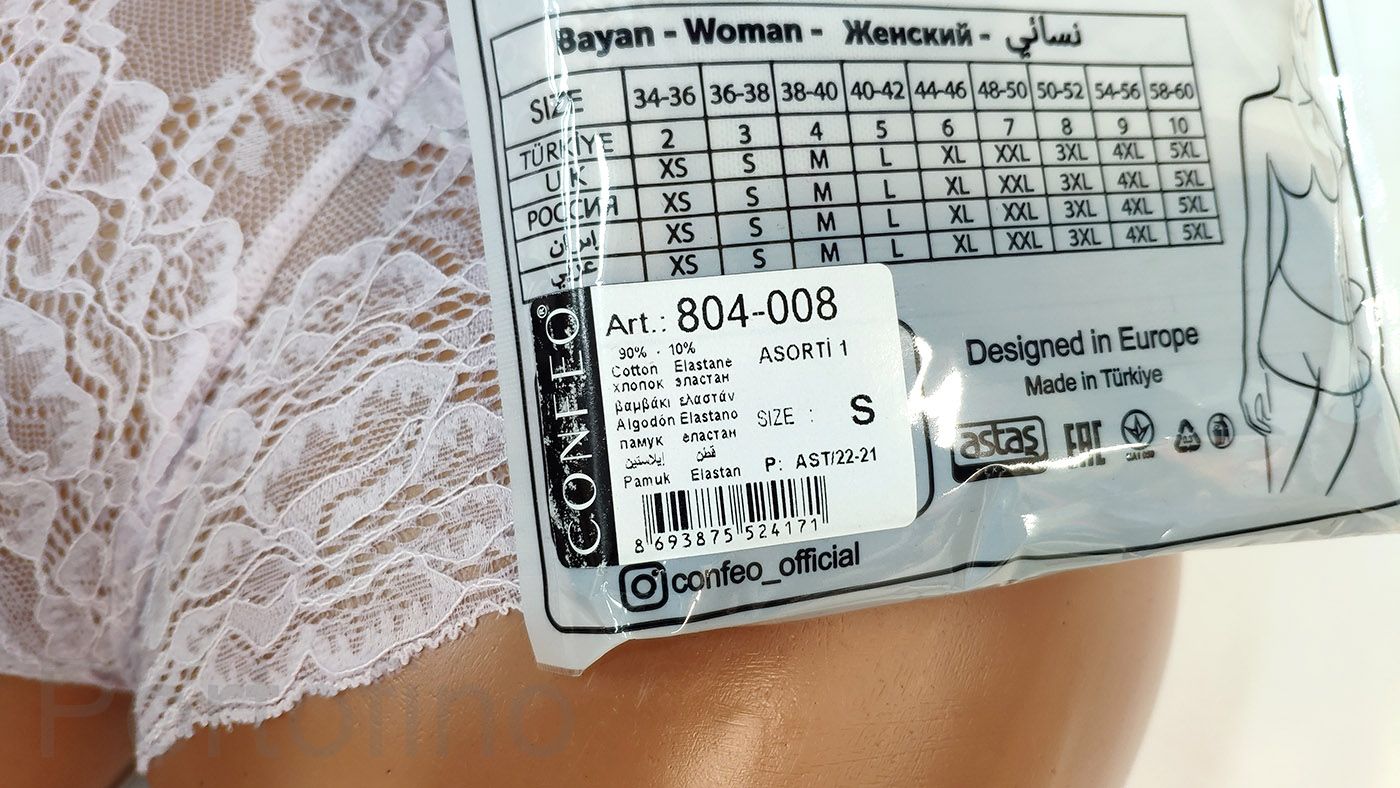 Bayan - Woman - Женский - نسائي
SIZE 34-36 36-38 38-40 40-42 44-46 48-50 50-52 54-56 58-60
TÜRKİYE 2 3 4 5 6 7 8 9 10
UK XS S M L XL XXL 3XL 4XL 5XL
РОССИЯ XS S M L XL XXL 3XL 4XL 5XL
إيران XS S M L XL XXL 3XL 4XL 5XL
عربي XS S M L XL XXL 3XL 4XL 5XL
CONFEO®
Art.: 804-008
90% · 10%
ASORTİ 1
Cotton Elastane
хлопок эластан
βαμβάκι ελαστάν
Algodón Elastano
SIZE : S
памук еластан
قطن إيلاستين
Pamuk Elastan
P: AST/22-21
8 693875 524171
confeo_official
Designed in Europe
Made in Türkiye
astaş EAC
Portofino